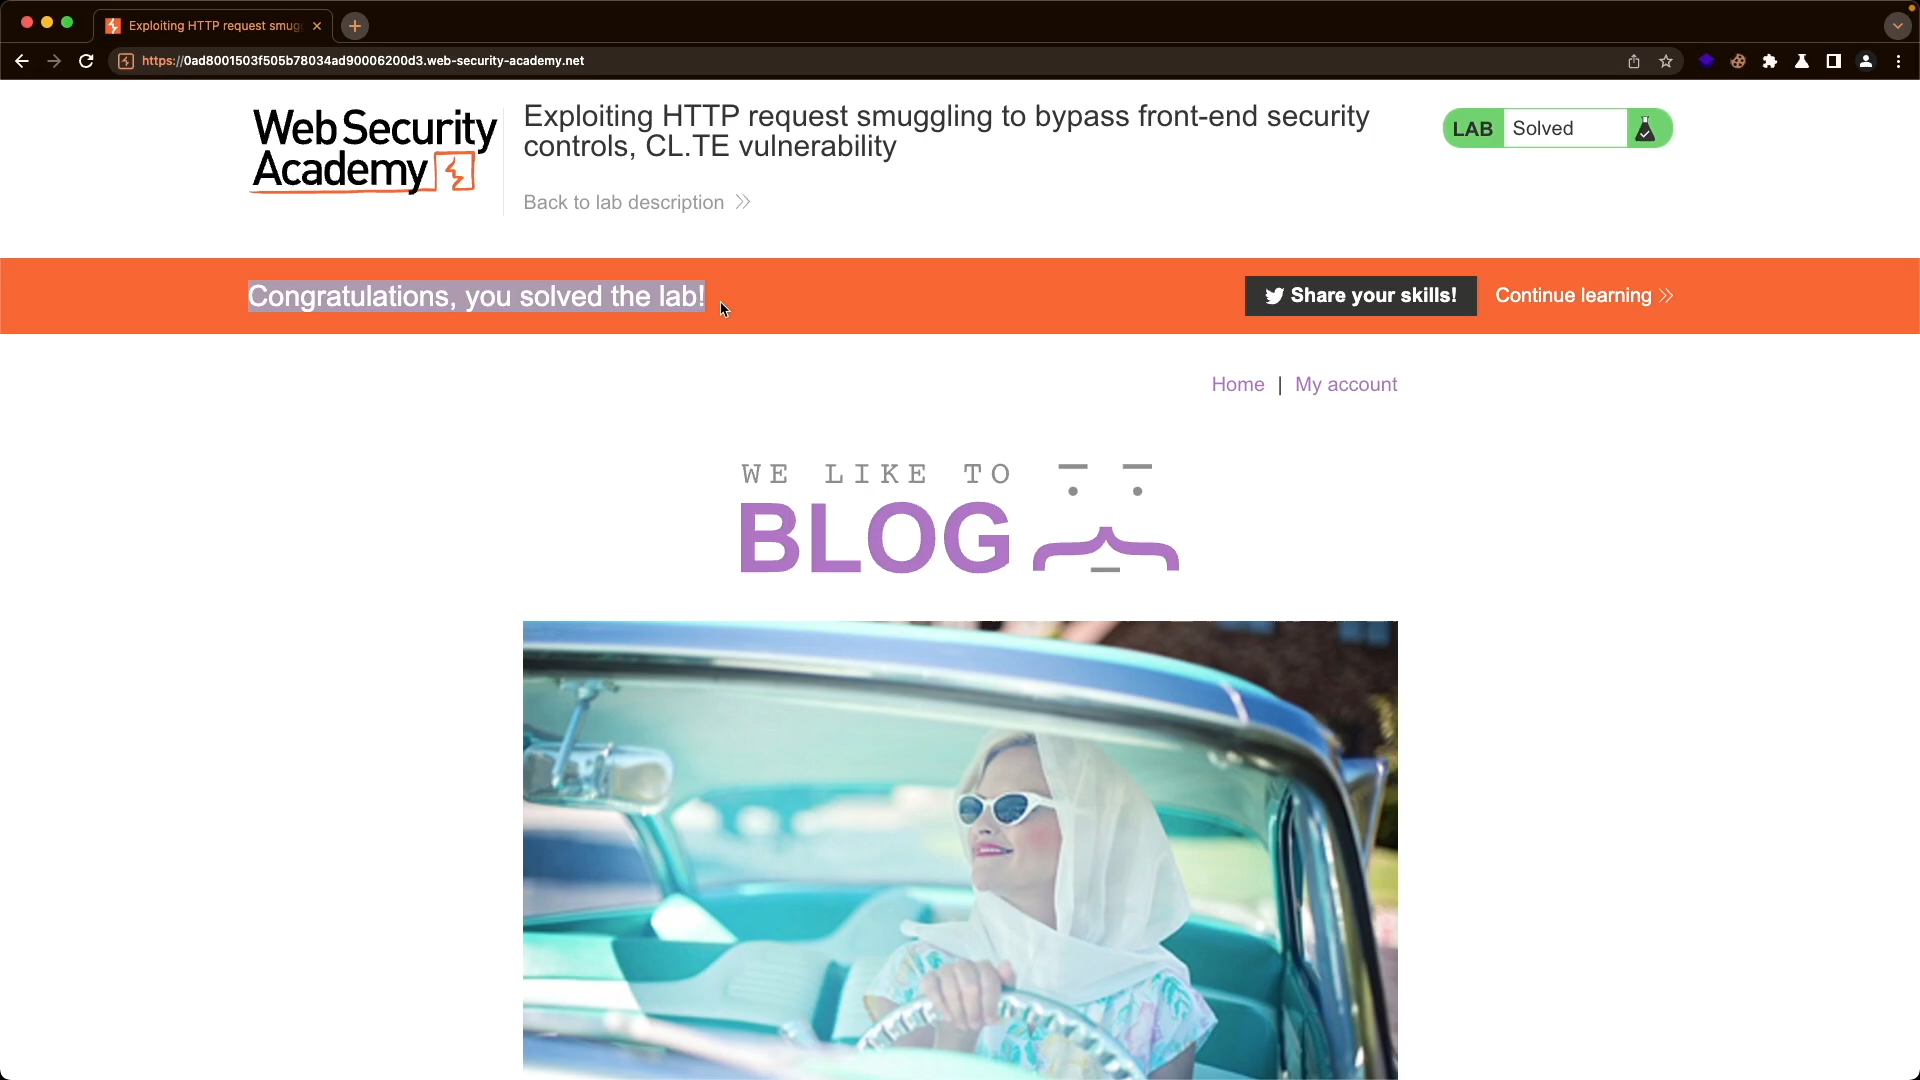 Exploiting HTTP request smug
https://0ad8001503f505b78034ad90006200d3.web-security-academy.net
Web Security
Academy
Exploiting HTTP request smuggling to bypass front-end security
controls, CL.TE vulnerability
Back to lab description
LAB Solved
Congratulations, you solved the lab!
Share your skills!
Continue learning
Home | My account
WE LIKE TO
BLOG